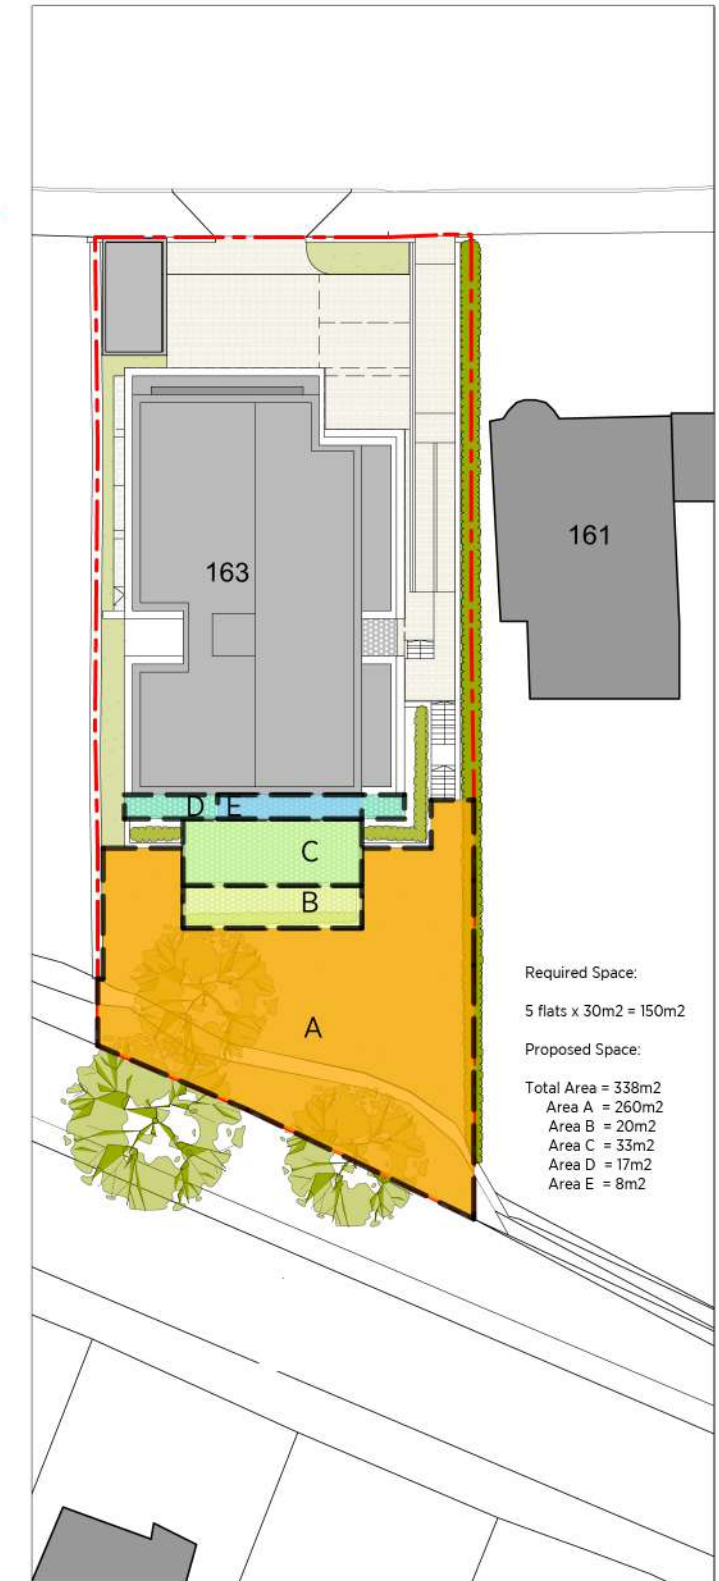 161
163
D E
C
B
A
Required Space:
5 flats x 30m2 = 150m2
Proposed Space:
Total Area = 338m2
Area A = 260m2
Area B = 20m2
Area C = 33m2
Area D = 17m2
Area E = 8m2